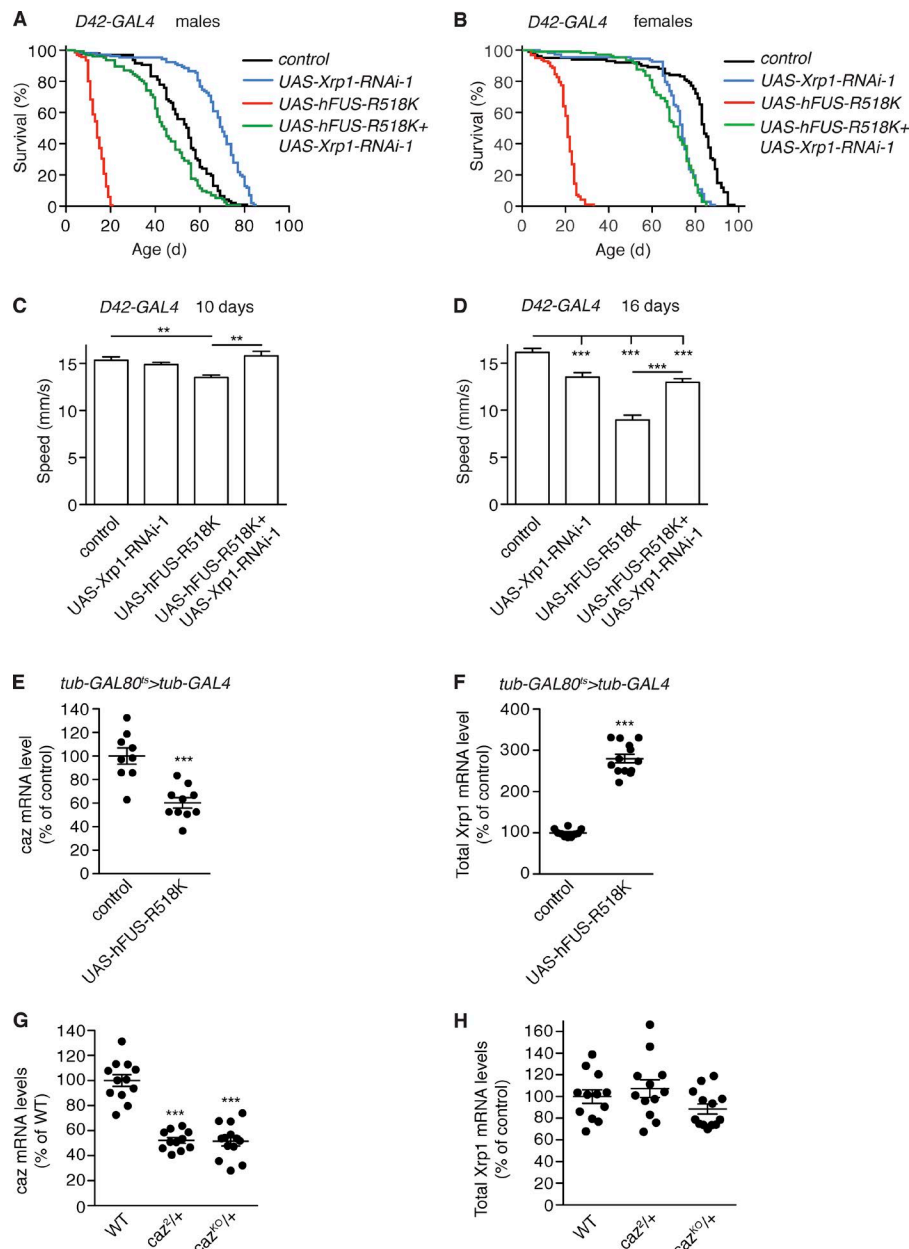 A
D42-GAL4 males
100
80
60
40
20
0
Survival (%)
0 20 40 60 80 100
Age (d)
control
UAS-Xrp1-RNAi-1
UAS-hFUS-R518K
UAS-hFUS-R518K+
UAS-Xrp1-RNAi-1
B
D42-GAL4 females
100
80
60
40
20
0
Survival (%)
0 20 40 60 80 100
Age (d)
control
UAS-Xrp1-RNAi-1
UAS-hFUS-R518K
UAS-hFUS-R518K+
UAS-Xrp1-RNAi-1
C
D42-GAL4 10 days
** **
15
10
5
0
Speed (mm/s)
control
UAS-Xrp1-RNAi-1
UAS-hFUS-R518K
UAS-hFUS-R518K+
UAS-Xrp1-RNAi-1
D
D42-GAL4 16 days
*** *** ***
***
15
10
5
0
Speed (mm/s)
control
UAS-Xrp1-RNAi-1
UAS-hFUS-R518K
UAS-hFUS-R518K+
UAS-Xrp1-RNAi-1
E
tub-GAL80ts>tub-GAL4
140
120
100
80
60
40
20
0
caz mRNA level
(% of control)
***
control
UAS-hFUS-R518K
F
tub-GAL80ts>tub-GAL4
400
300
200
100
0
Total Xrp1 mRNA level
(% of control)
***
control
UAS-hFUS-R518K
G
140
120
100
80
60
40
20
0
caz mRNA levels
(% of WT)
*** ***
WT
caz2/+
cazKO/+
H
160
140
120
100
80
60
40
20
0
Total Xrp1 mRNA levels
(% of control)
WT
caz2/+
cazKO/+